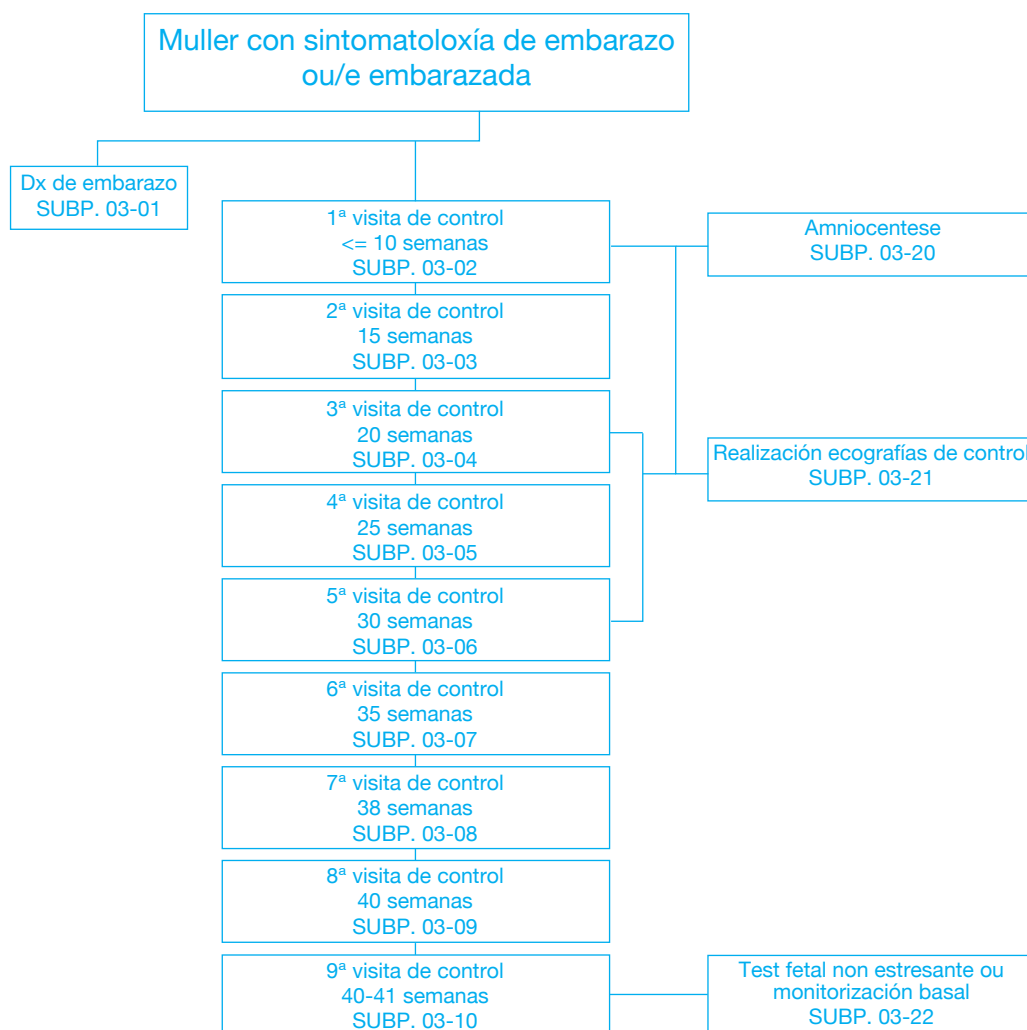 Muller con sintomatoloxía de embarazo
ou/e embarazada
Dx de embarazo
SUBP. 03-01
1ª visita de control
<= 10 semanas
SUBP. 03-02
Amniocentese
SUBP. 03-20
2ª visita de control
15 semanas
SUBP. 03-03
3ª visita de control
20 semanas
SUBP. 03-04
Realización ecografías de control
SUBP. 03-21
4ª visita de control
25 semanas
SUBP. 03-05
5ª visita de control
30 semanas
SUBP. 03-06
6ª visita de control
35 semanas
SUBP. 03-07
7ª visita de control
38 semanas
SUBP. 03-08
8ª visita de control
40 semanas
SUBP. 03-09
9ª visita de control
40-41 semanas
SUBP. 03-10
Test fetal non estresante ou
monitorización basal
SUBP. 03-22